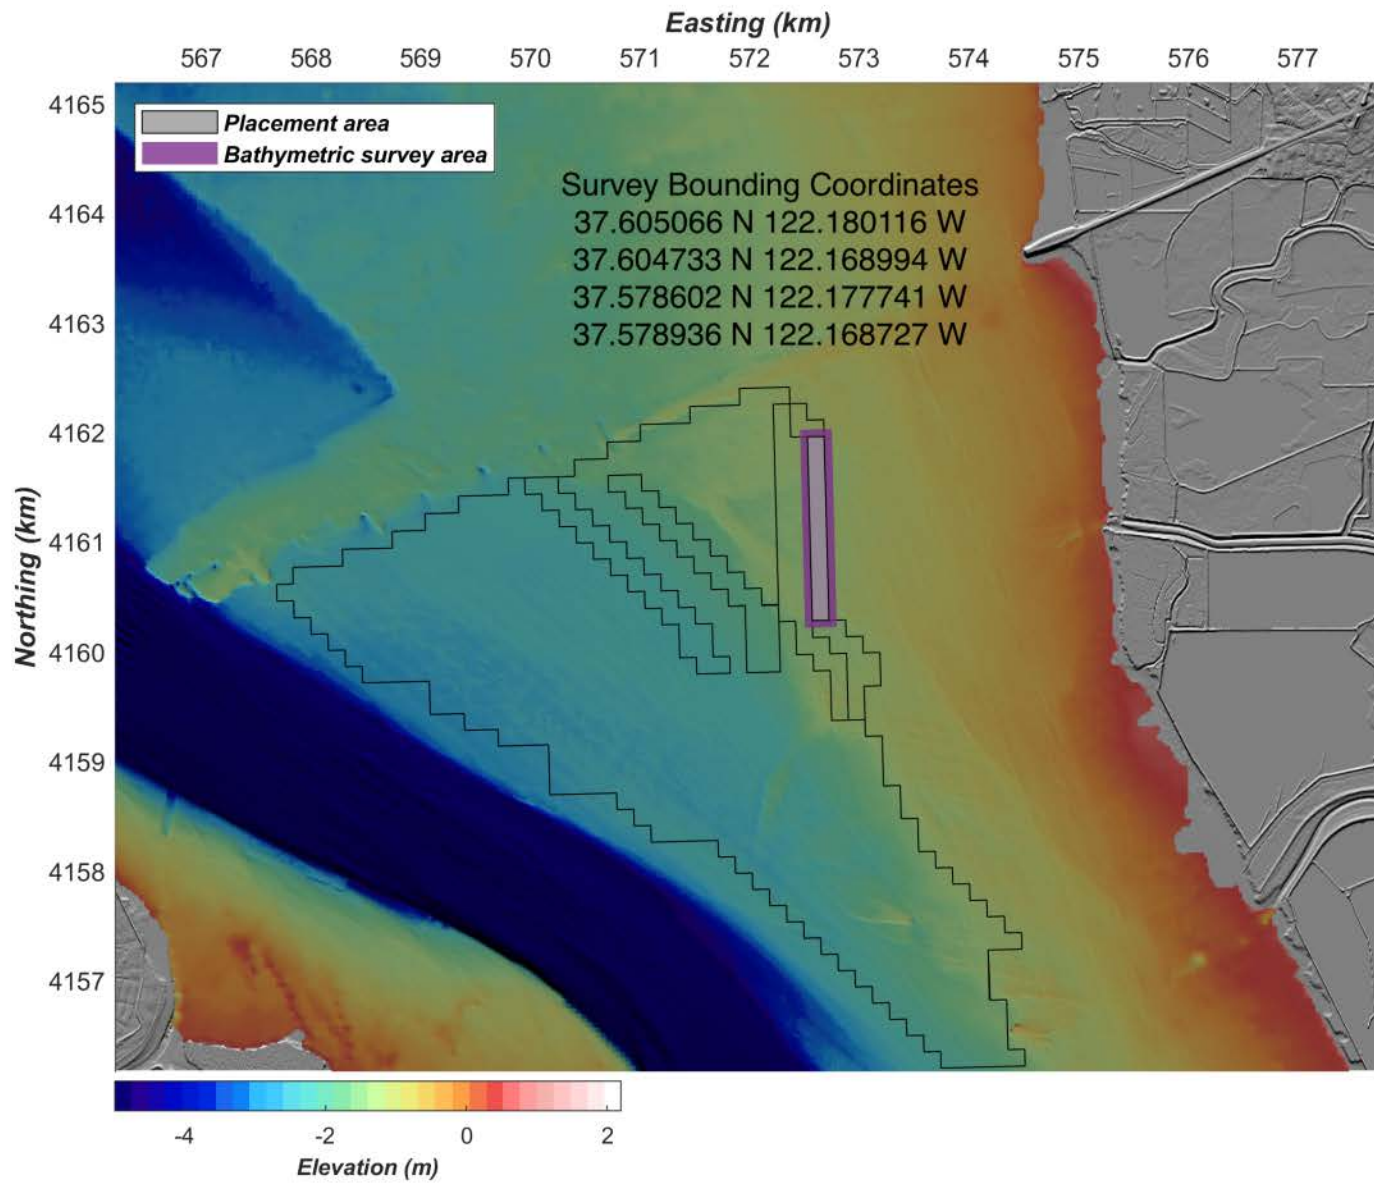 Easting (km)
567 568 569 570 571 572 573 574 575 576 577
4165
Placement area
Bathymetric survey area
Survey Bounding Coordinates
37.605066 N 122.180116 W
4164
37.604733 N 122.168994 W
37.578602 N 122.177741 W
4163
37.578936 N 122.168727 W
4162
Northing (km)
4161
4160
4159
4158
4157
-4 -2 0 2
Elevation (m)